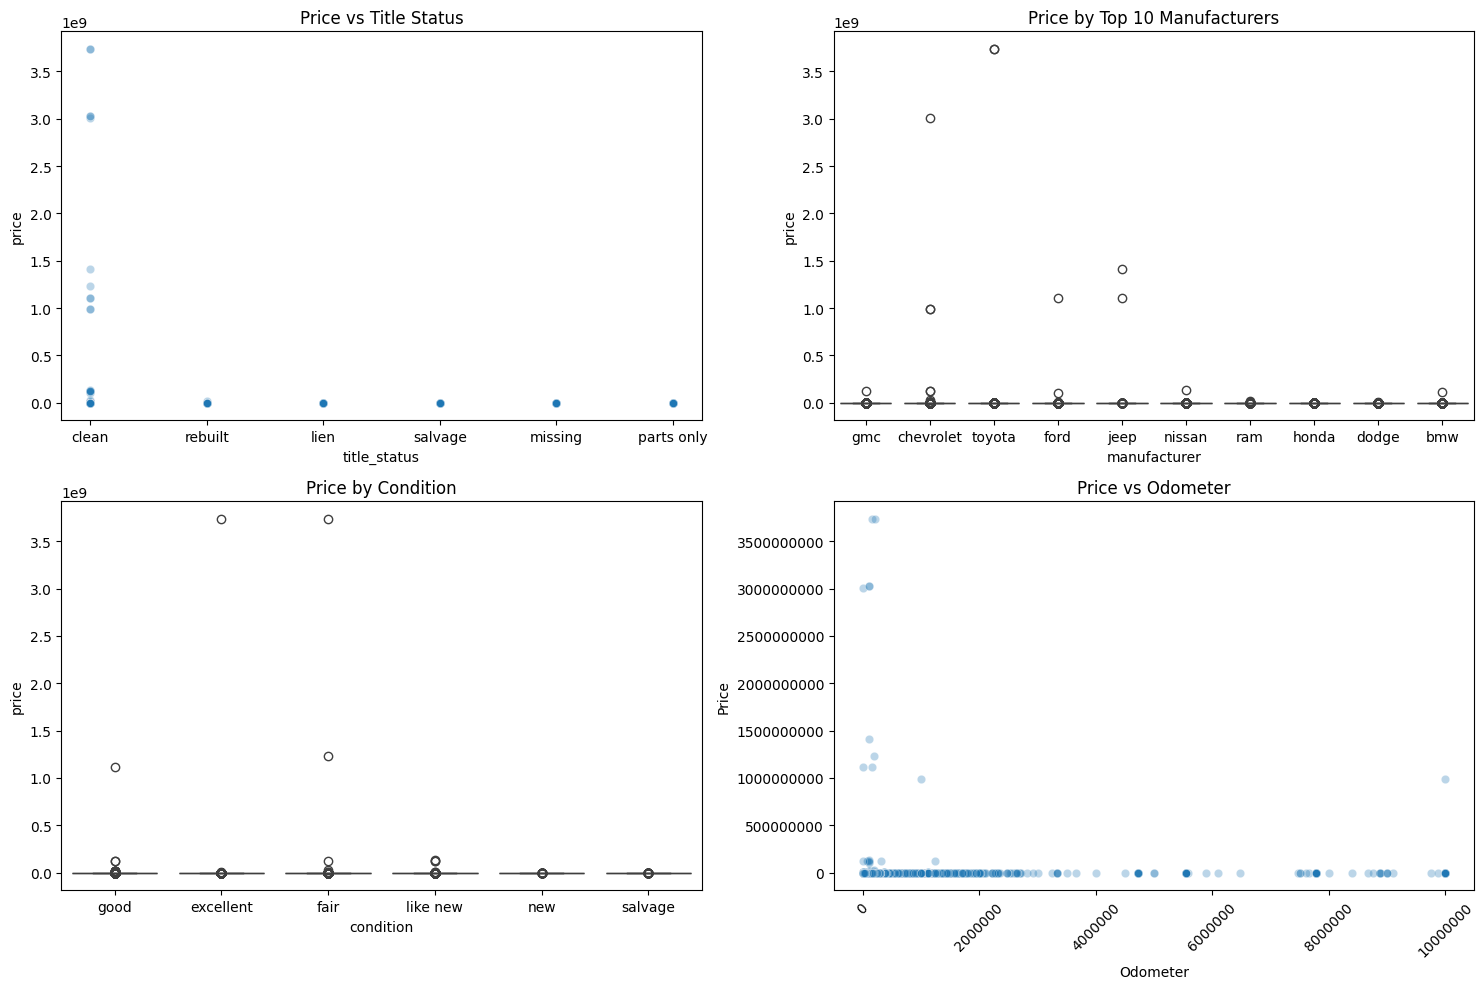 Price vs Title Status
1e9
3.5
3.0
2.5
2.0
1.5
1.0
0.5
0.0
price
clean rebuilt lien salvage missing parts only
title_status
Price by Top 10 Manufacturers
1e9
3.5
3.0
2.5
2.0
1.5
1.0
0.5
0.0
price
gmc chevrolet toyota ford jeep nissan ram honda dodge bmw
manufacturer
Price by Condition
1e9
3.5
3.0
2.5
2.0
1.5
1.0
0.5
0.0
price
good excellent fair like new new salvage
condition
Price vs Odometer
3500000000
3000000000
2500000000
2000000000
1500000000
1000000000
500000000
0
Price
0 2000000 4000000 6000000 8000000 10000000
Odometer